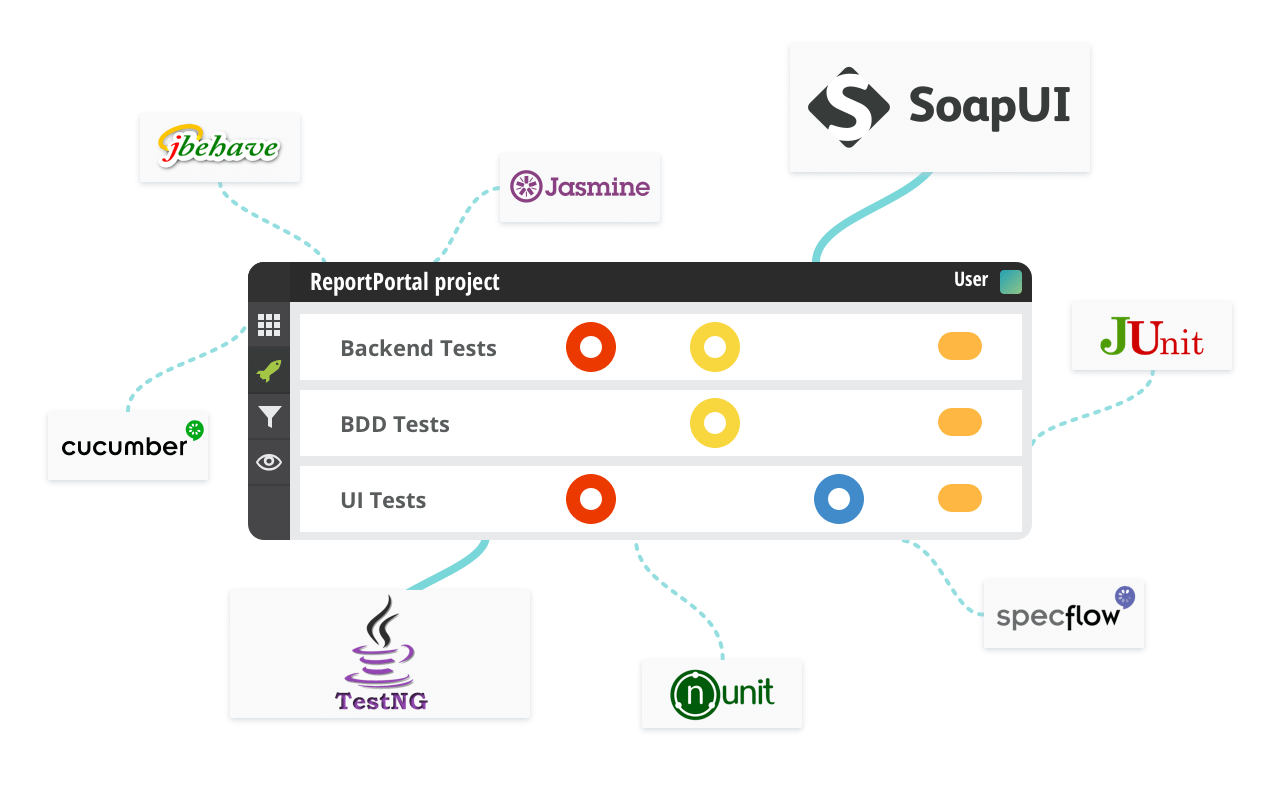 SoapUI
jbehave
Jasmine
ReportPortal project
User
Backend Tests
JUnit
BDD Tests
cucumber
UI Tests
specflow
TestNG
nunit